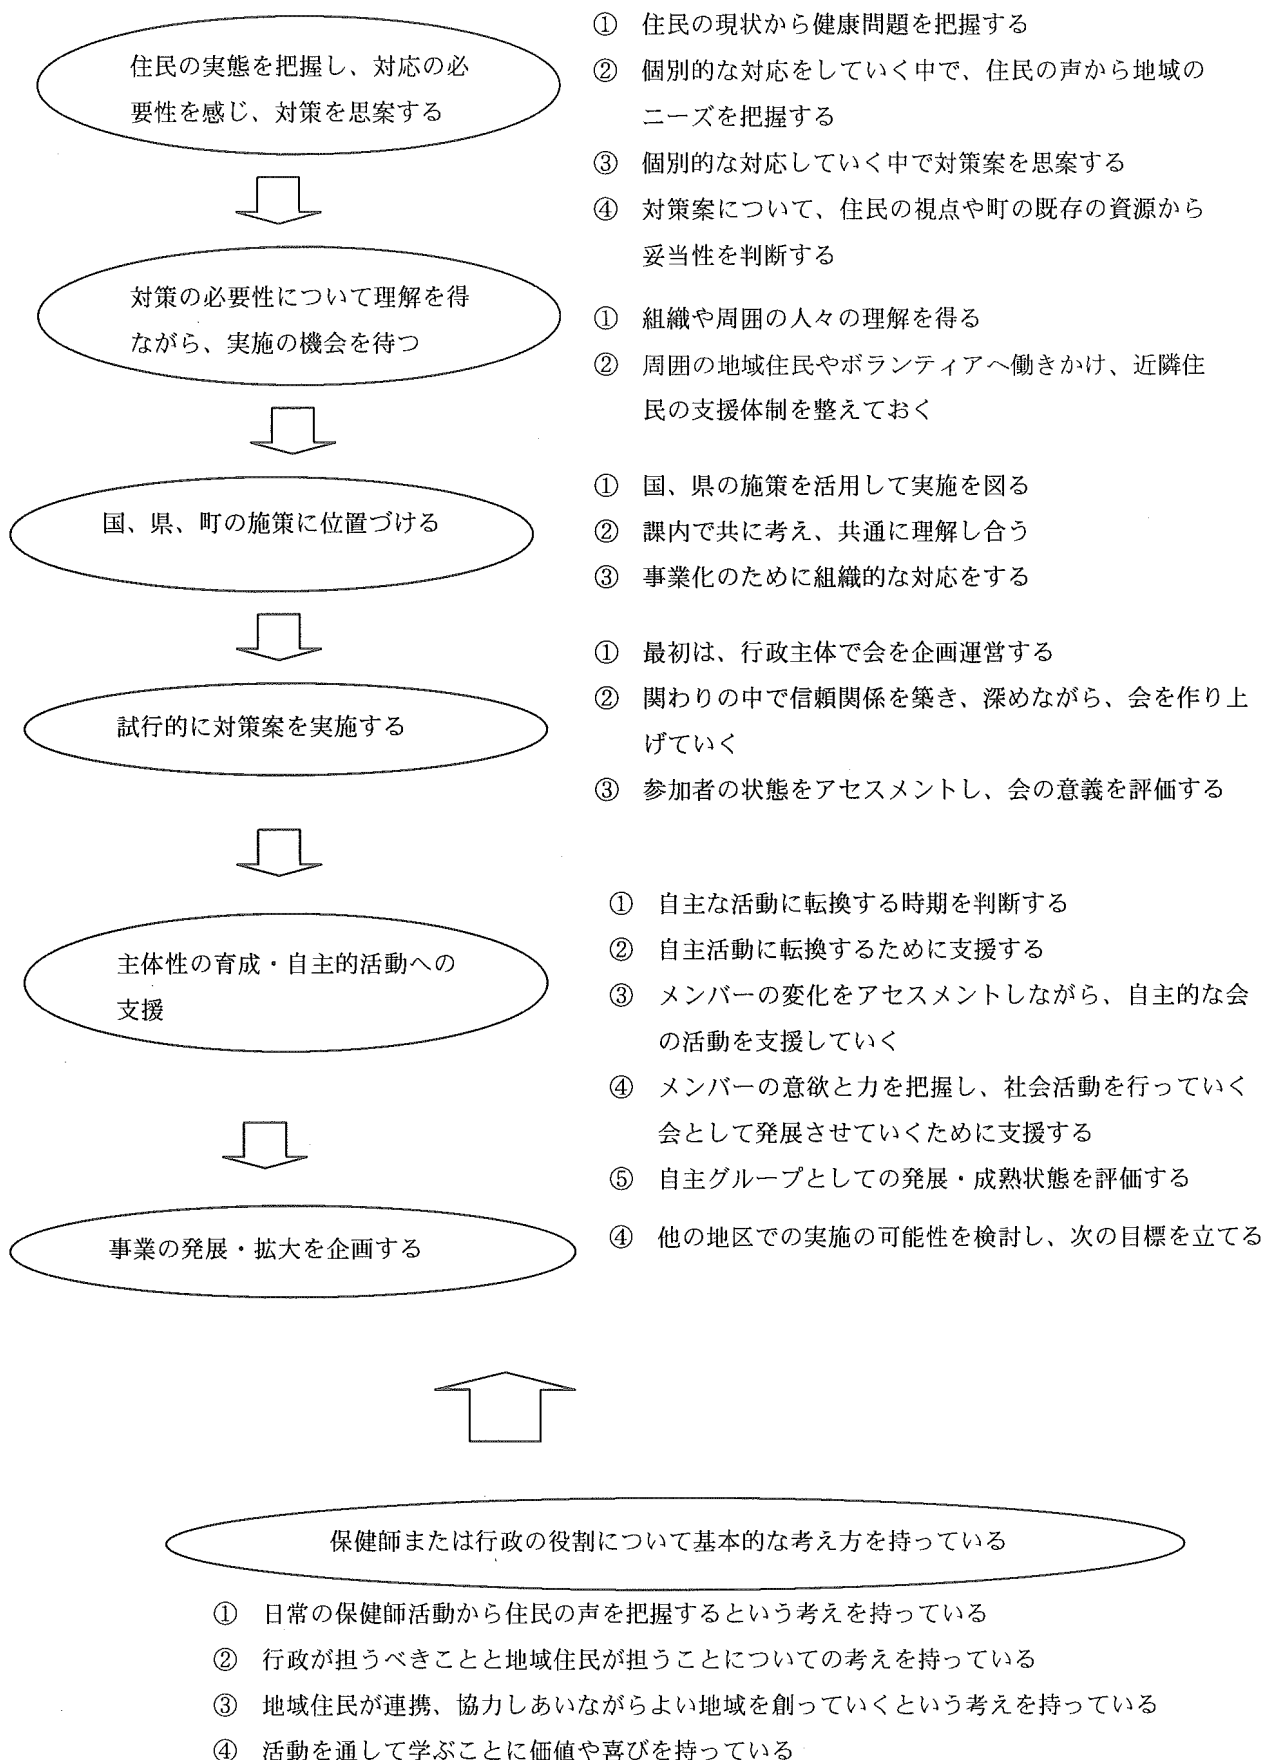 住民の実態を把握し、対応の必
要性を感じ、対策を思案する
① 住民の現状から健康問題を把握する
② 個別的な対応をしていく中で、住民の声から地域の
ニーズを把握する
③ 個別的な対応していく中で対策案を思案する
④ 対策案について、住民の視点や町の既存の資源から
妥当性を判断する
対策の必要性について理解を得
ながら、実施の機会を待つ
① 組織や周囲の人々の理解を得る
② 周囲の地域住民やボランティアへ働きかけ、近隣住
民の支援体制を整えておく
国、県、町の施策に位置づける
① 国、県の施策を活用して実施を図る
② 課内で共に考え、共通に理解し合う
③ 事業化のために組織的な対応をする
試行的に対策案を実施する
① 最初は、行政主体で会を企画運営する
② 関わりの中で信頼関係を築き、深めながら、会を作り上
げていく
③ 参加者の状態をアセスメントし、会の意義を評価する
主体性の育成・自主的活動への
支援
① 自主な活動に転換する時期を判断する
② 自主活動に転換するために支援する
③ メンバーの変化をアセスメントしながら、自主的な会
の活動を支援していく
④ メンバーの意欲と力を把握し、社会活動を行っていく
会として発展させていくために支援する
⑤ 自主グループとしての発展・成熟状態を評価する
事業の発展・拡大を企画する
④ 他の地区での実施の可能性を検討し、次の目標を立てる
保健師または行政の役割について基本的な考え方を持っている
① 日常の保健師活動から住民の声を把握するという考えを持っている
② 行政が担うべきことと地域住民が担うことについての考えを持っている
③ 地域住民が連携、協力しあいながらよい地域を創っていくという考えを持っている
④ 活動を通して学ぶことに価値や喜びを持っている